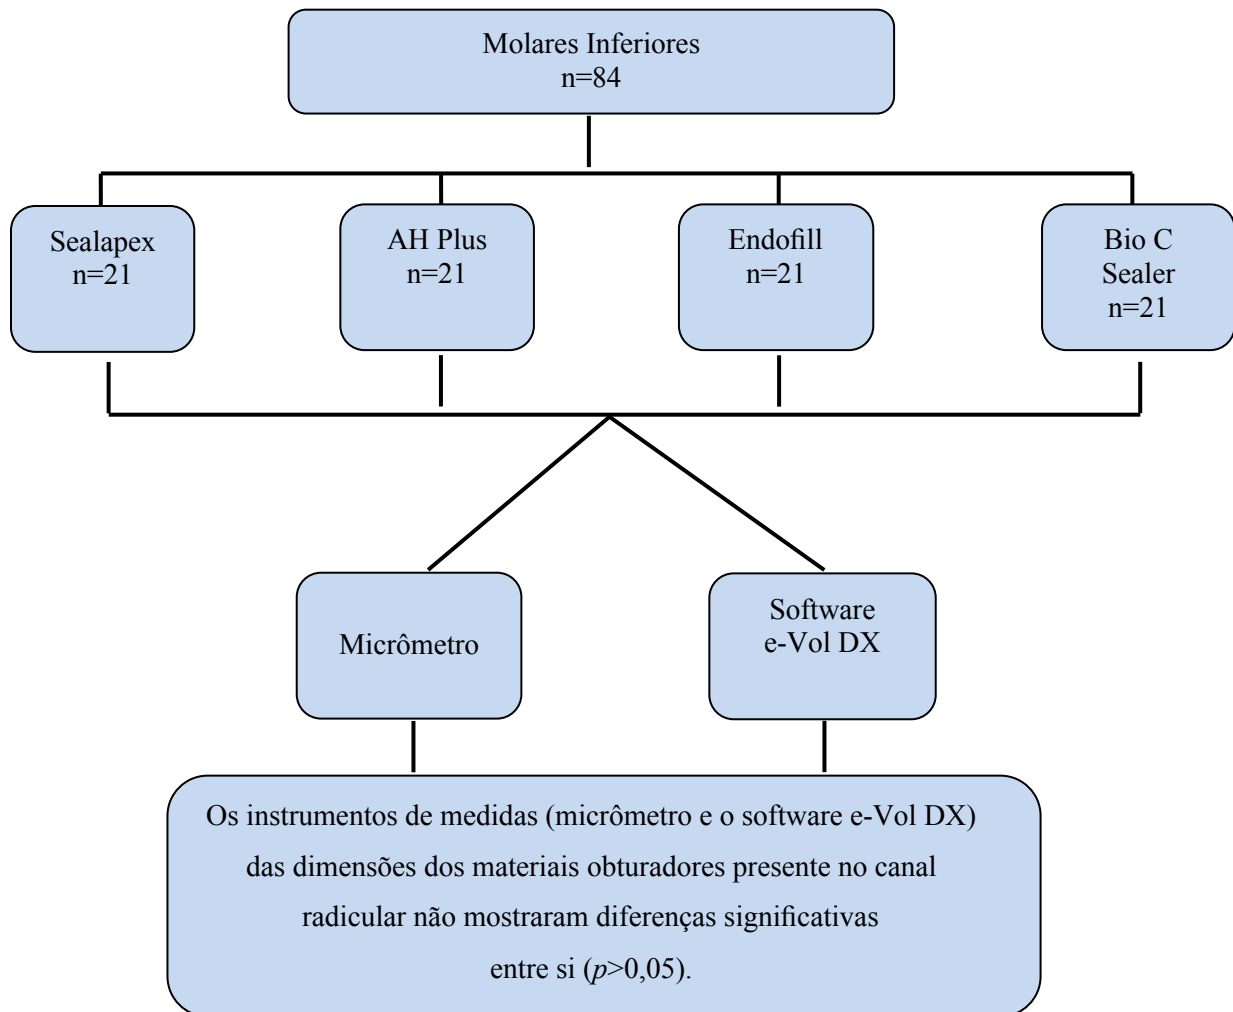 Molares Inferiores
n=84
Sealapex
n=21
AH Plus
n=21
Endofill
n=21
Bio C
Sealer
n=21
Micrômetro
Software
e-Vol DX
Os instrumentos de medidas (micrômetro e o software e-Vol DX)
das dimensões dos materiais obturadores presente no canal
radicular não mostraram diferenças significativas
entre si (p>0,05).